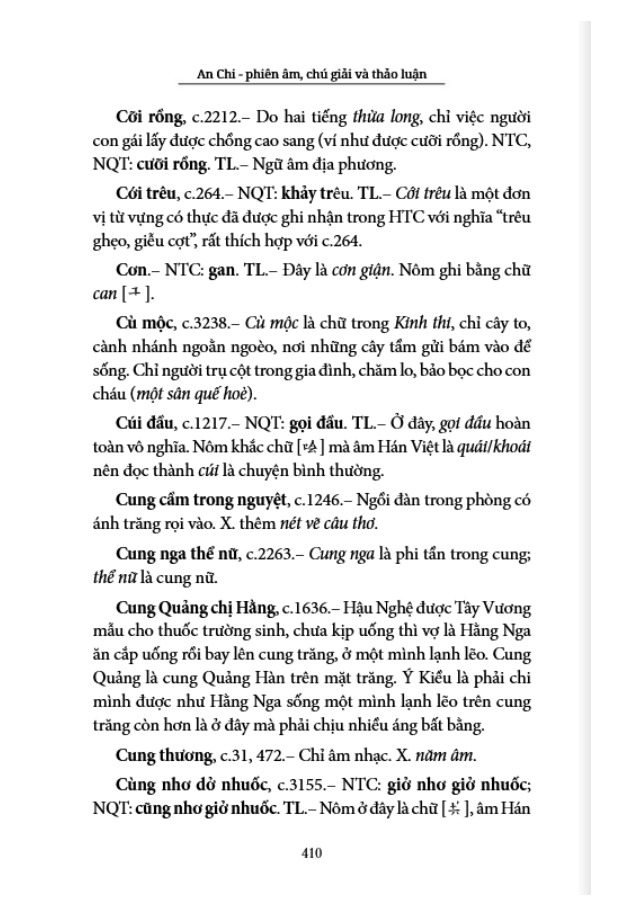 An Chi - phiên âm, chú giải và thảo luận
Cỡi rồng, c.2212.– Do hai tiếng thừa long, chỉ việc người
con gái lấy được chồng cao sang (ví như được cưỡi rồng). NTC,
NQT: cưỡi rồng. TL.– Ngữ âm địa phương.
Cới trêu, c.264.– NQT: khảy trêu. TL.– Cới trêu là một đơn
vị từ vựng có thực đã được ghi nhận trong HTC với nghĩa “trêu
ghẹo, giễu cợt”, rất thích hợp với c.264.
Cơn.– NTC: gan. TL.– Đây là cơn giận. Nôm ghi bằng chữ
can [ ].
Cù mộc, c.3238.– Cù mộc là chữ trong Kinh thi, chỉ cây to,
cành nhánh ngoằn ngoèo, nơi những cây tầm gửi bám vào để
sống. Chỉ người trụ cột trong gia đình, chăm lo, bảo bọc cho con
cháu (một sân quế hoè).
Cúi đầu, c.1217.– NQT: gọi đầu. TL.– Ở đây, gọi đầu hoàn
toàn vô nghĩa. Nôm khắc chữ [ ] mà âm Hán Việt là quái/khoái
nên đọc thành cúi là chuyện bình thường.
Cung cầm trong nguyệt, c.1246.– Ngồi đàn trong phòng có
ánh trăng rọi vào. X. thêm nét vẽ câu thơ.
Cung nga thể nữ, c.2263.– Cung nga là phi tần trong cung;
thể nữ là cung nữ.
Cung Quảng chị Hằng, c.1636.– Hậu Nghệ được Tây Vương
mẫu cho thuốc trường sinh, chưa kịp uống thì vợ là Hằng Nga
ăn cắp uống rồi bay lên cung trăng, ở một mình lạnh lẽo. Cung
Quảng là cung Quảng Hàn trên mặt trăng. Ý Kiều là phải chi
mình được như Hằng Nga sống một mình lạnh lẽo trên cung
trăng còn hơn là ở đây mà phải chịu nhiều áng bất bằng.
Cung thương, c.31, 472.– Chỉ âm nhạc. X. năm âm.
Cùng nhơ dở nhuốc, c.3155.– NTC: giở nhơ giở nhuốc;
NQT: cũng nhơ giở nhuốc. TL.– Nôm ở đây là chữ [ ], âm Hán
410